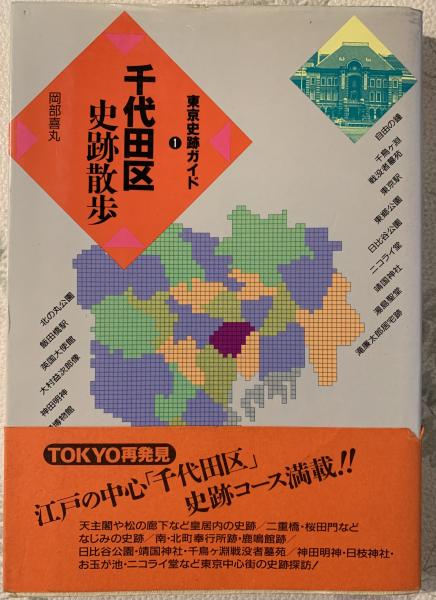 東京史跡ガイド
1
千代田区
史跡散歩
岡部喜丸
自由の鐘
千鳥ヶ淵
戦没者墓苑
東京駅
東郷公園
日比谷公園
ニコライ堂
靖国神社
湯島聖堂
滝廉太郎居宅跡
北の丸公園
飯田橋駅
英国大使館
大村益次郎像
神田明神
博物館
TOKYO再発見
江戸の中心「千代田区」
史跡コース満載!!
天主閣や松の廊下など皇居内の史跡/二重橋・桜田門など
なじみの史跡/南・北町奉行所跡・鹿鳴館跡/
日比谷公園・靖国神社・千鳥ヶ淵戦没者墓苑/神田明神・日枝神社・
お玉が池・ニコライ堂など東京中心街の史跡探訪!